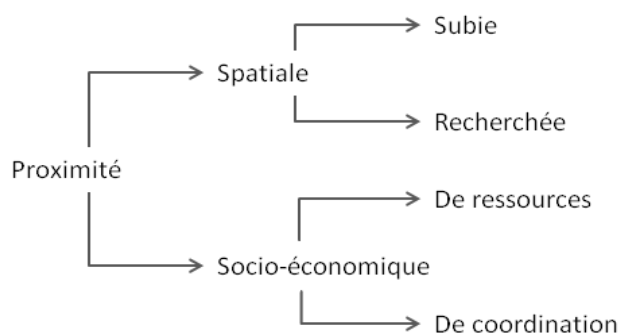 Subie
Spatiale
Recherchée
Proximité
De ressources
Socio-économique
De coordination